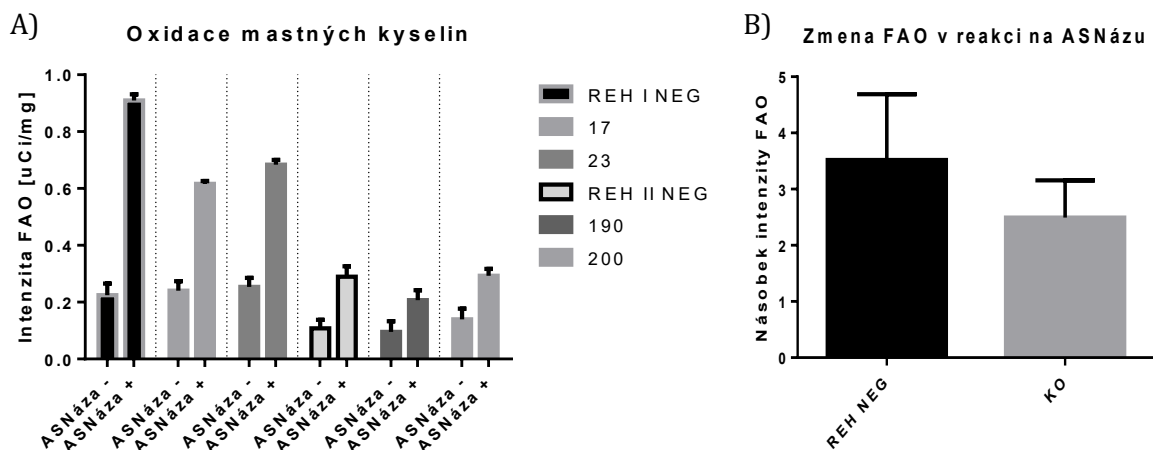 A)
Oxidace mastných kyselin
Intenzita FAO [uCi/mg]
1.0
0.8
0.6
0.4
0.2
0.0
ASNáza -
ASNáza +
ASNáza -
ASNáza +
ASNáza -
ASNáza +
ASNáza -
ASNáza +
ASNáza -
ASNáza +
ASNáza -
ASNáza +
REH I NEG
17
23
REH II NEG
190
200
B)
Zmena FAO v reakci na ASNázu
Násobek intenzity FAO
5
4
3
2
1
0
REH NEG
KO